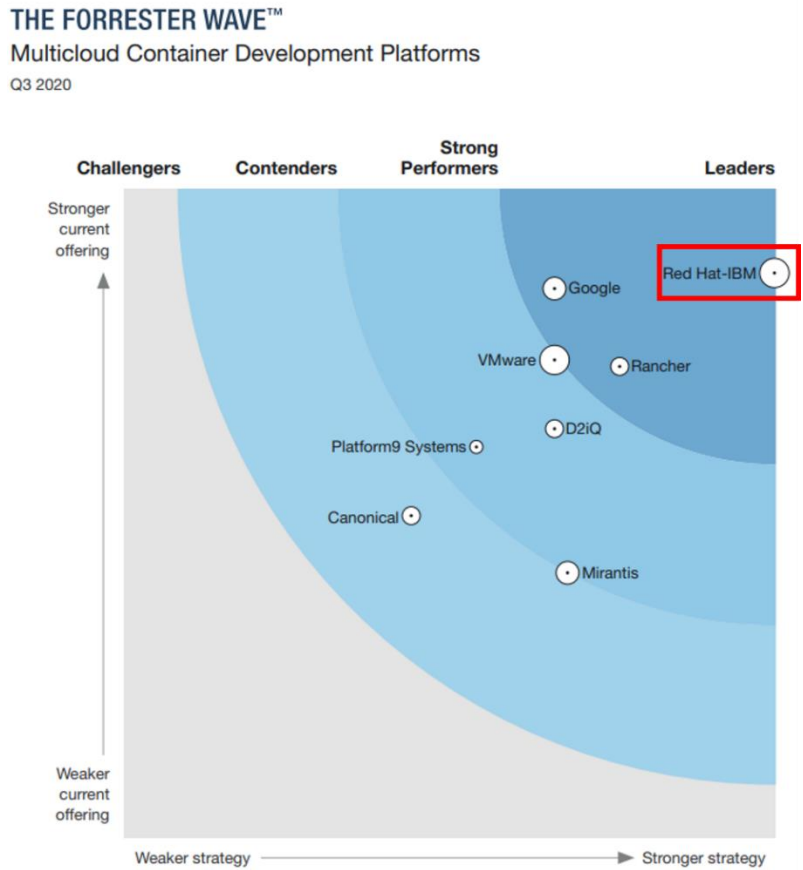 THE FORRESTER WAVE™
Multicloud Container Development Platforms
Q3 2020
Challengers
Contenders
Strong
Performers
Leaders
Stronger
current
offering
Red Hat-IBM
Google
VMware
Rancher
D2iQ
Platform9 Systems
Canonical
Mirantis
Weaker
current
offering
Weaker strategy
Stronger strategy